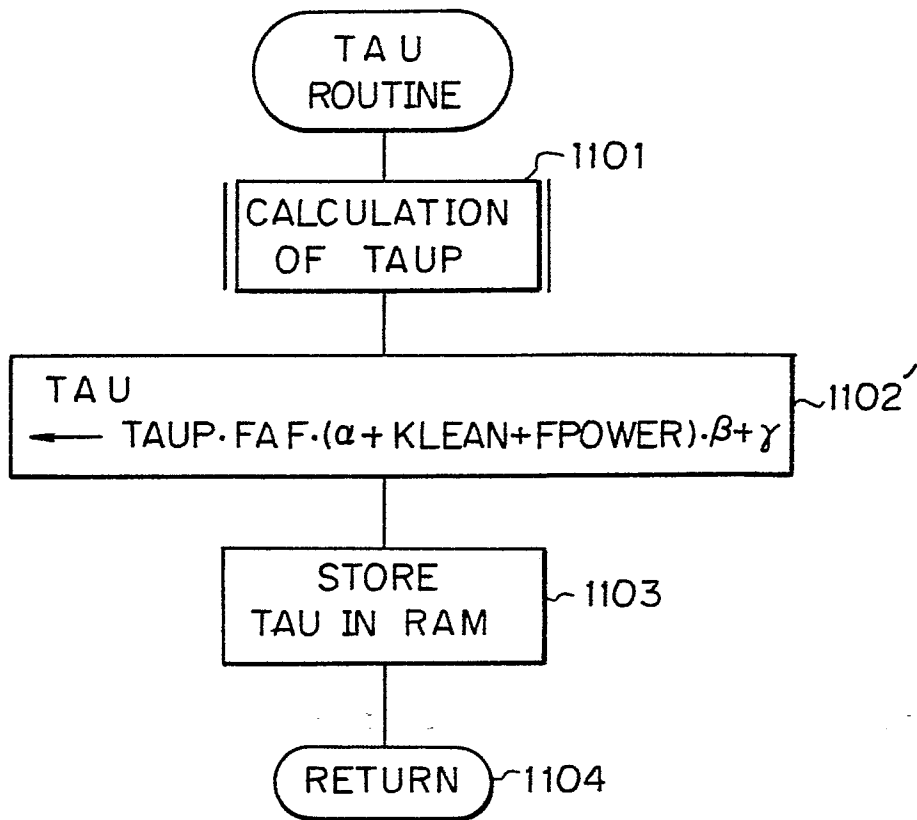 TAU
ROUTINE
1101
CALCULATION
OF TAUP
TAU
← TAUP·FAF·(α+KLEAN+FPOWER)·β+γ
1102'
STORE
TAU IN RAM
1103
RETURN
1104